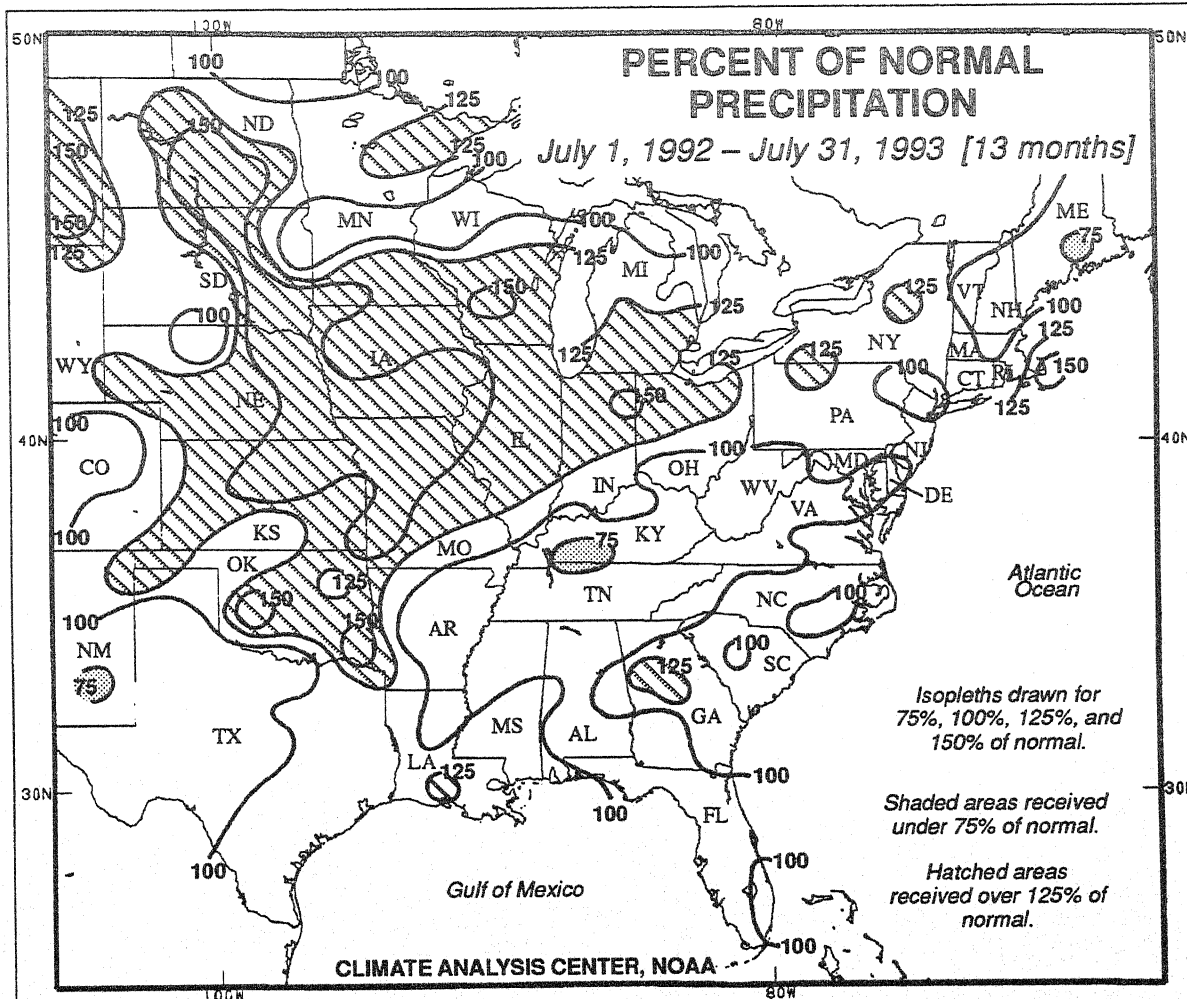 100W 80W
50N 50N
PERCENT OF NORMAL
PRECIPITATION
July 1, 1992 – July 31, 1993 [13 months]
100 100
125 125
150 ND
125
150 100
MN WI ME
150 100 75
125 125 100
SD MI
150 125 VT
100 125 NH 100
125
IA 125 125 NY MA
WY 125 100 CT RI 150
NE 150 125
100 IL PA
40N 40N
CO 100 MD NJ
OH
IN WV DE
VA
100 KS
MO 75 KY
OK
125 Atlantic
Ocean
150 TN NC 100
100
150 AR
NM 100
125 SC
75
Isopleths drawn for
75%, 100%, 125%, and
150% of normal.
GA
TX MS AL
LA
125 100
30N 30N
100 FL
Shaded areas received
under 75% of normal.
100 100
Gulf of Mexico
Hatched areas
received over 125% of
normal.
100
CLIMATE ANALYSIS CENTER, NOAA
100W 80W